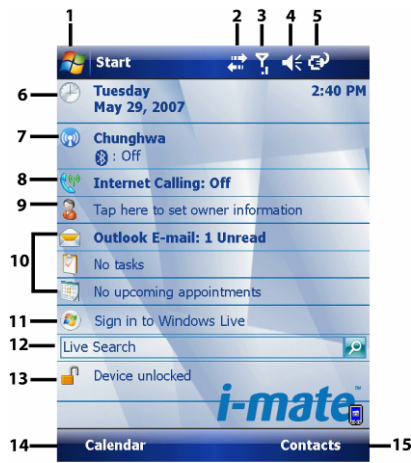 1 2 3 4 5
Start
6 Tuesday 2:40 PM
May 29, 2007
7 Chunghwa
: Off
8 Internet Calling: Off
9 Tap here to set owner information
Outlook E-mail: 1 Unread
10 No tasks
No upcoming appointments
11 Sign in to Windows Live
12 Live Search
13 Device unlocked
i-mate™
14 Calendar Contacts 15